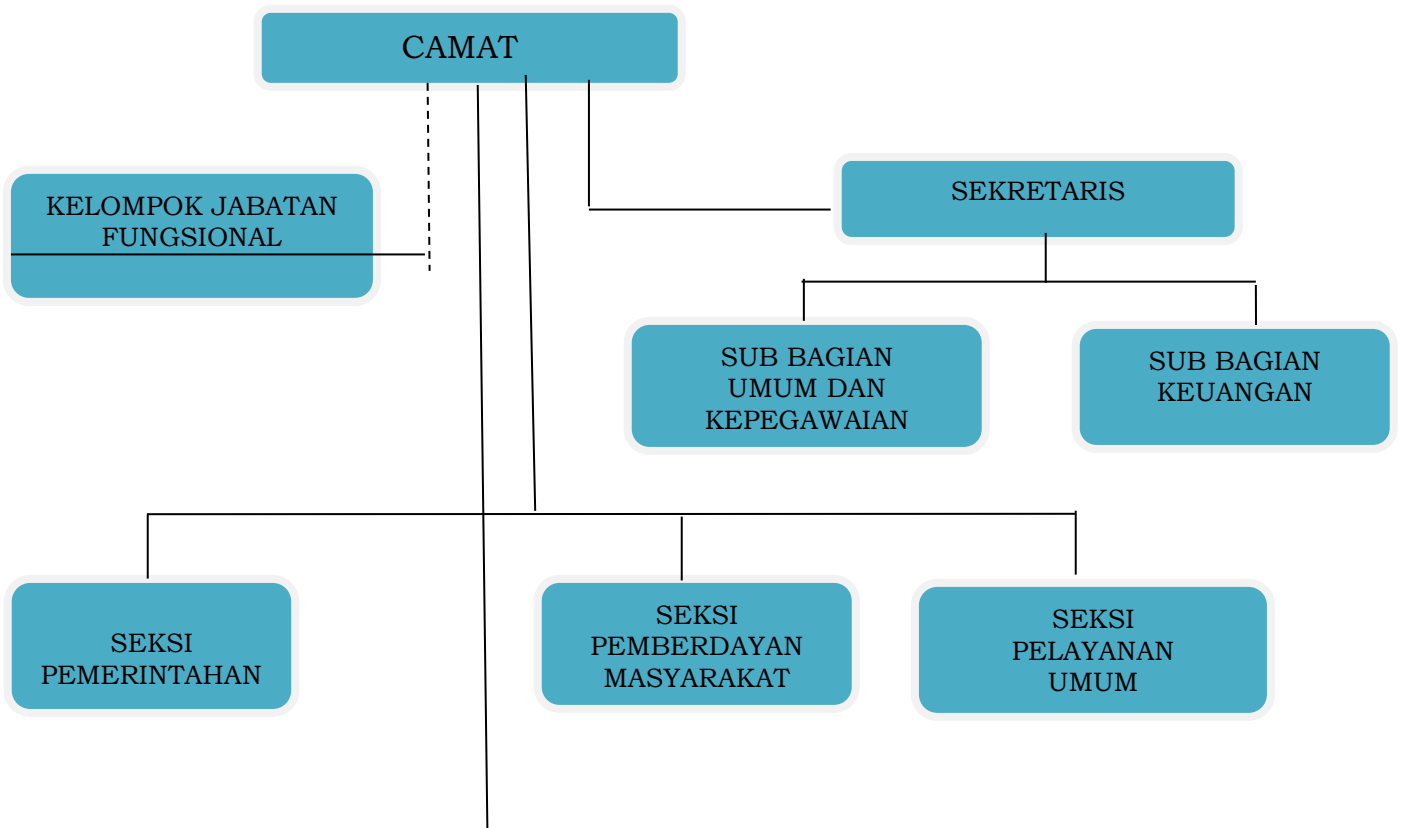 CAMAT
KELOMPOK JABATAN
FUNGSIONAL
SEKRETARIS
SUB BAGIAN
UMUM DAN
KEPEGAWAIAN
SUB BAGIAN
KEUANGAN
SEKSI
PEMERINTAHAN
SEKSI
PEMBERDAYAN
MASYARAKAT
SEKSI
PELAYANAN
UMUM